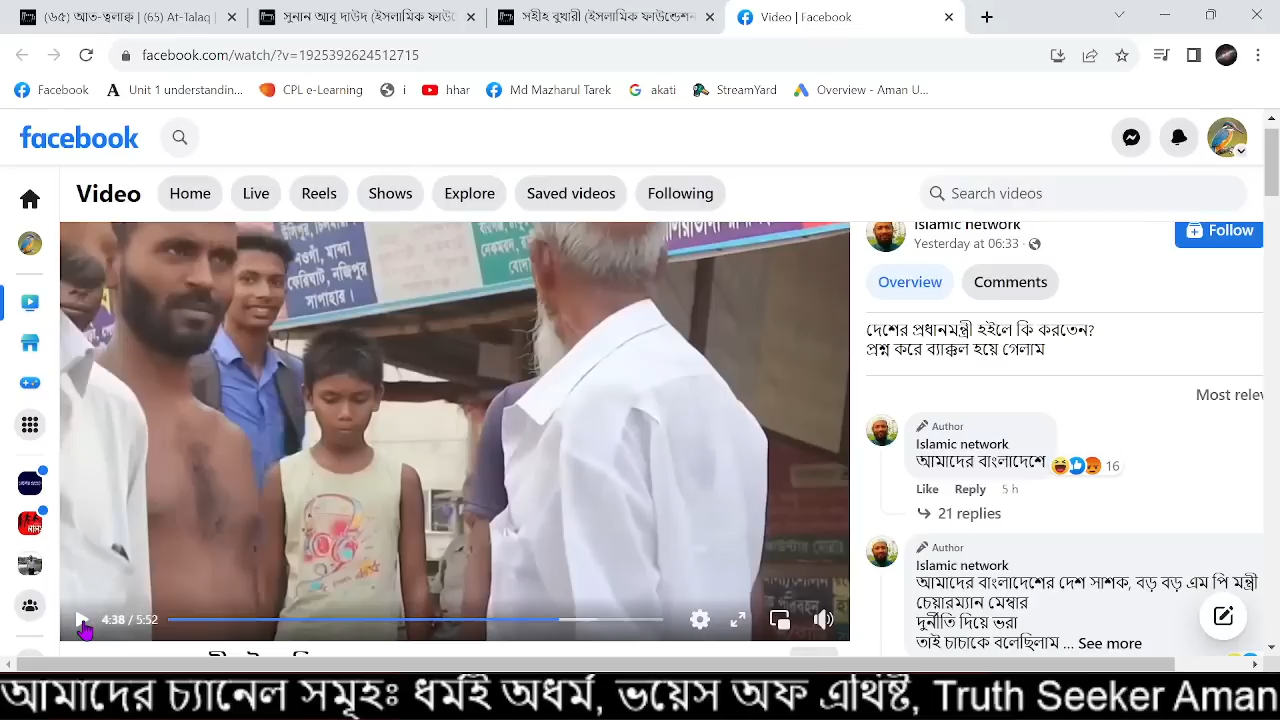 (৬৫) আত-ত্বলাক্ব | (65) At-Talaq |
সুনান আবূ দাউদ (ইসলামিক ফাউন্ডে
সহীহ বুখারী (ইসলামিক ফাউন্ডেশন
Video | Facebook
facebook.com/watch/?v=1925392624512715
Facebook
Unit 1 understandin...
CPL e-Learning
i
hhar
Md Mazharul Tarek
akati
StreamYard
Overview - Aman U...
facebook
Video
Home
Live
Reels
Shows
Explore
Saved videos
Following
Search videos
নওগাঁ, মান্দা
ফেরিঘাট, নজিপুর
সাপাহার।
4:38 / 5:52
Islamic network
Yesterday at 06:33
Follow
Overview
Comments
দেশের প্রধানমন্ত্রী হইলে কি করতেন?
প্রশ্ন করে ব্যাক্কল হয়ে গেলাম
Most rele
Author
Islamic network
আমাদের বাংলাদেশে
16
Like Reply 5 h
21 replies
Author
Islamic network
আমাদের বাংলাদেশের দেশ সাশক, বড় বড় এম পি মন্ত্রী
চেয়ারম্যান মেম্বার
দুর্নীতি দিয়ে ভরা
তাই চাচাকে বলেছিলাম ... See more
আমাদের চ্যানেল সমূহঃ ধর্মই অধর্ম, ভয়েস অফ এথিষ্ট, Truth Seeker Aman